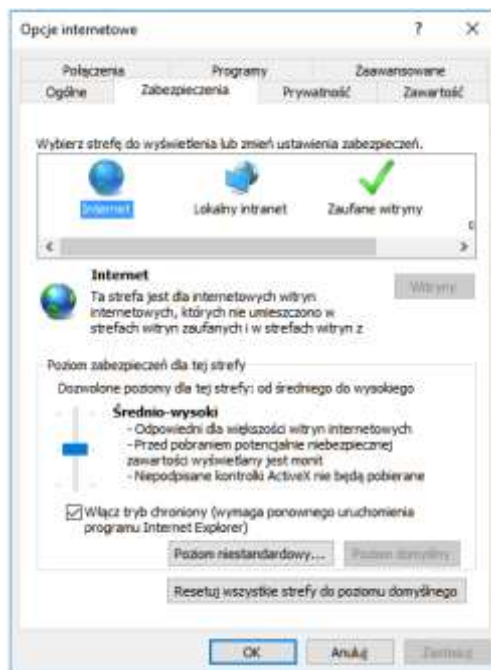 Opcje internetowe
Połączenia Programy Zaawansowane
Ogólne Zabezpieczenia Prywatność Zawartość
Wybierz strefę do wyświetlenia lub zmień ustawienia zabezpieczeń.
Internet Lokalny intranet Zaufane witryny
Internet
Witryny
Ta strefa jest dla internetowych witryn
internetowych, których nie umieszczono w
strefach witryn zaufanych i w strefach witryn z
Poziom zabezpieczeń dla tej strefy
Dozwolone poziomy dla tej strefy: od średniego do wysokiego
Średnio-wysoki
- Odpowiedni dla większości witryn internetowych
- Przed pobraniem potencjalnie niebezpiecznej
zawartości wyświetlany jest monit
- Niepodpisane kontrolki ActiveX nie będą pobierane
Włącz tryb chroniony (wymaga ponownego uruchomienia
programu Internet Explorer)
Poziom niestandardowy... Poziom domyślny
Resetuj wszystkie strefy do poziomu domyślnego
OK Anuluj Zastosuj